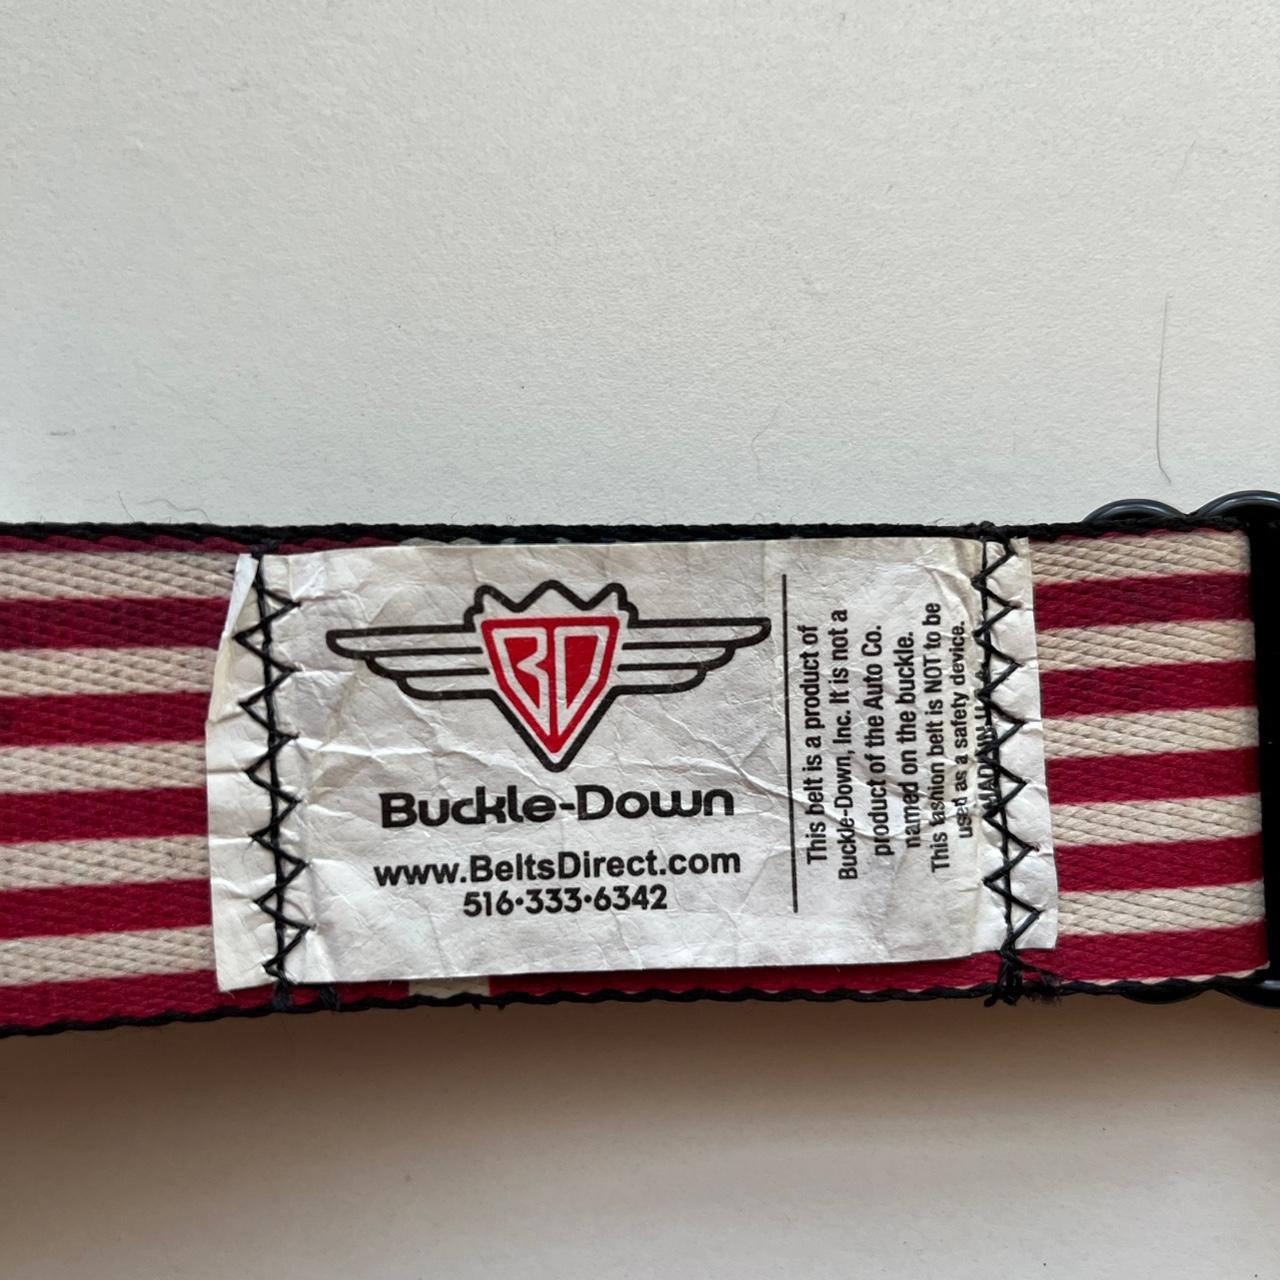 BD
Buckle-Down
www.BeltsDirect.com
516•333•6342
This belt is a product of
Buckle-Down, Inc. It is not a
product of the Auto Co.
named on the buckle.
This fashion belt is NOT to be
used as a safety device.